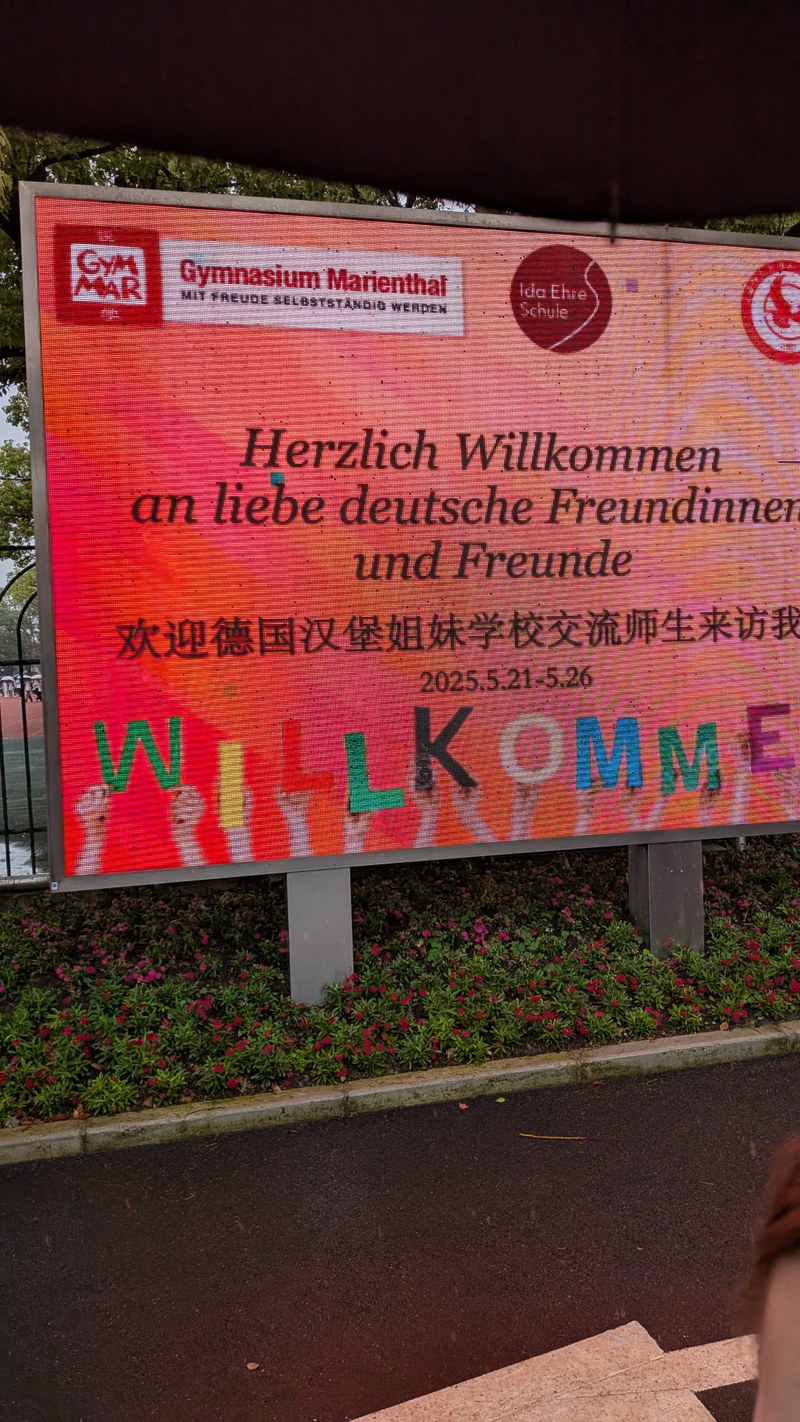 GYM
MAR
Gymnasium Marienthal
MIT FREUDE SELBSTSTÄNDIG WERDEN
Ida Ehre
Schule
Herzlich Willkommen
an liebe deutsche Freundinnen
und Freunde
欢迎德国汉堡姐妹学校交流师生来访我
2025.5.21-5.26
WILLKOMME